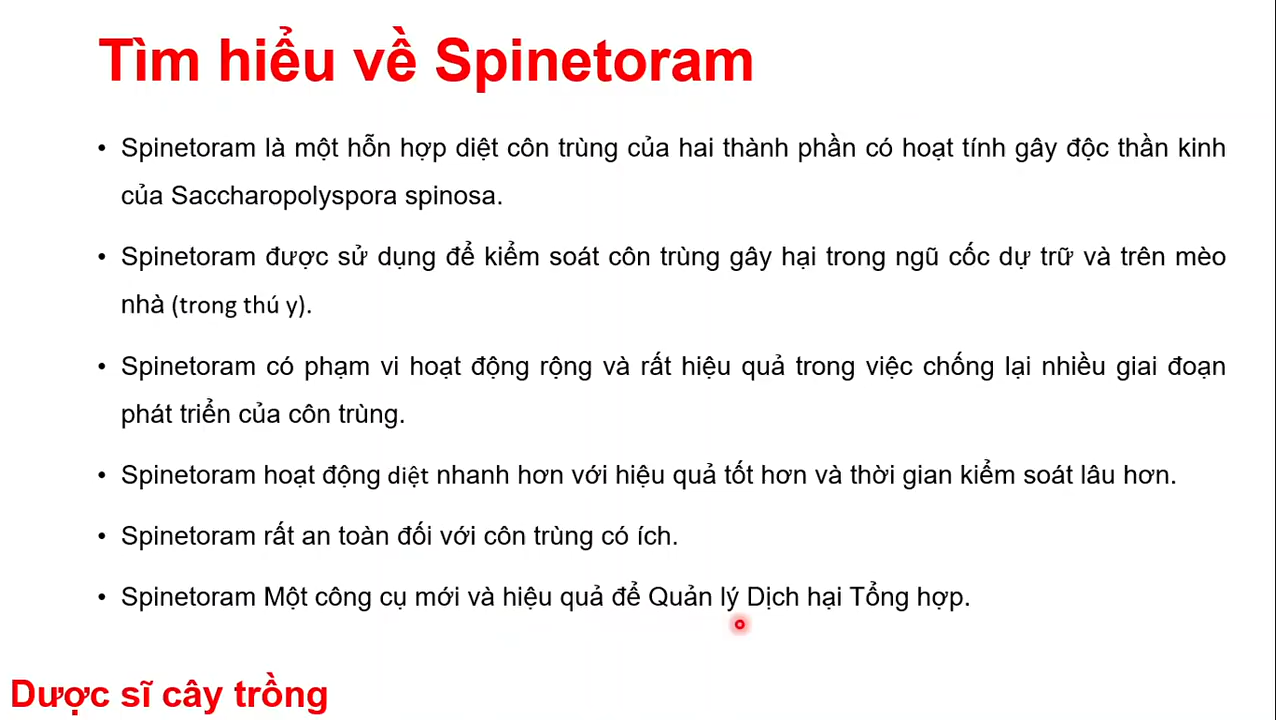 Tìm hiểu về Spinetoram
• Spinetoram là một hỗn hợp diệt côn trùng của hai thành phần có hoạt tính gây độc thần kinh
của Saccharopolyspora spinosa.
• Spinetoram được sử dụng để kiểm soát côn trùng gây hại trong ngũ cốc dự trữ và trên mèo
nhà (trong thú y).
• Spinetoram có phạm vi hoạt động rộng và rất hiệu quả trong việc chống lại nhiều giai đoạn
phát triển của côn trùng.
• Spinetoram hoạt động diệt nhanh hơn với hiệu quả tốt hơn và thời gian kiểm soát lâu hơn.
• Spinetoram rất an toàn đối với côn trùng có ích.
• Spinetoram Một công cụ mới và hiệu quả để Quản lý Dịch hại Tổng hợp.
Dược sĩ cây trồng